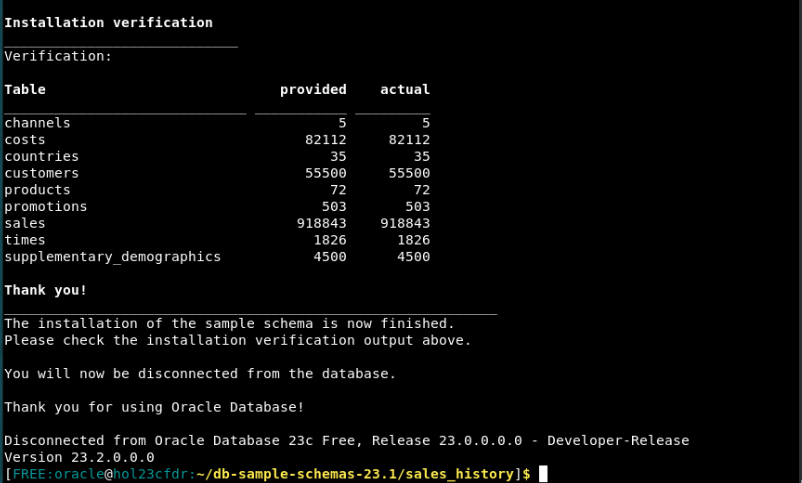 Installation verification
Verification:
Table provided actual
channels 5 5
costs 82112 82112
countries 35 35
customers 55500 55500
products 72 72
promotions 503 503
sales 918843 918843
times 1826 1826
supplementary_demographics 4500 4500
Thank you!
The installation of the sample schema is now finished.
Please check the installation verification output above.
You will now be disconnected from the database.
Thank you for using Oracle Database!
Disconnected from Oracle Database 23c Free, Release 23.0.0.0.0 - Developer-Release
Version 23.2.0.0.0
[FREE:oracle@hol23cfdr:~/db-sample-schemas-23.1/sales_history]$